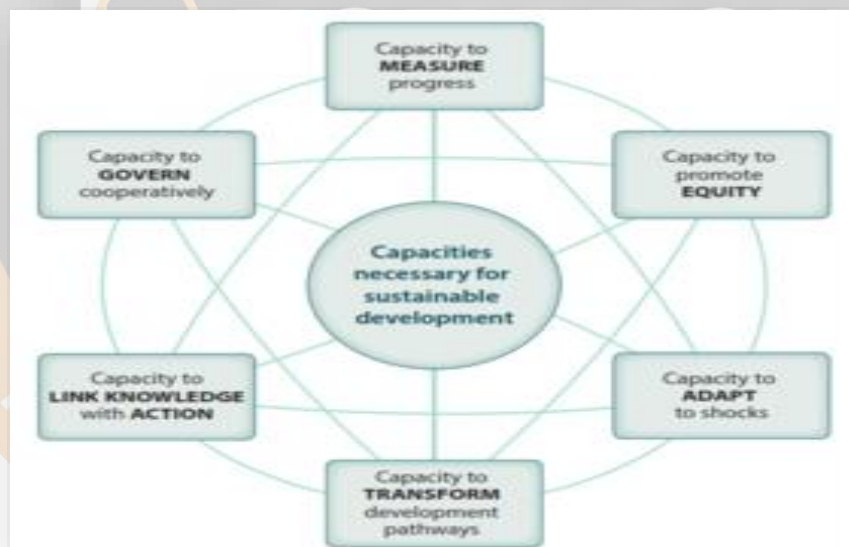 Capacity to
MEASURE
progress
Capacity to
GOVERN
cooperatively
Capacity to
promote
EQUITY
Capacities
necessary for
sustainable
development
Capacity to
LINK KNOWLEDGE
with ACTION
Capacity to
ADAPT
to shocks
Capacity to
TRANSFORM
development
pathways